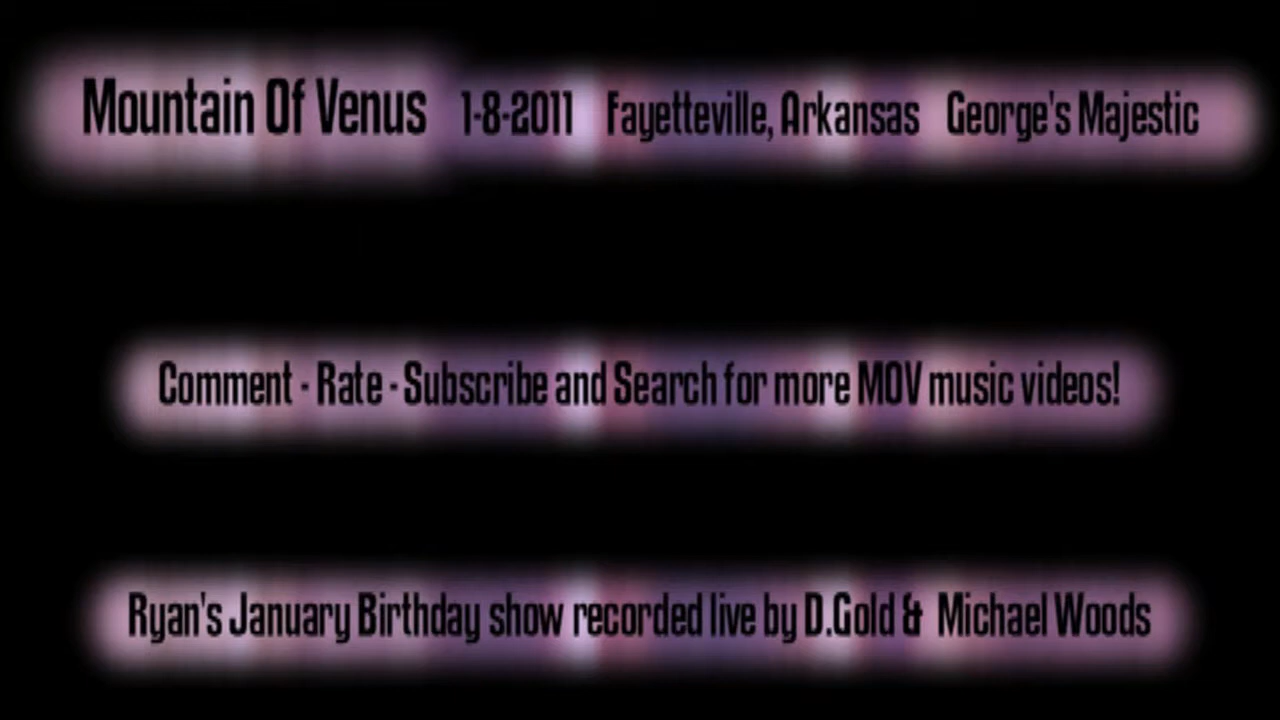 Mountain Of Venus 1-8-2011 Fayetteville, Arkansas George's Majestic
Comment - Rate - Subscribe and Search for more MOV music videos!
Ryan's January Birthday show recorded live by D.Gold & Michael Woods